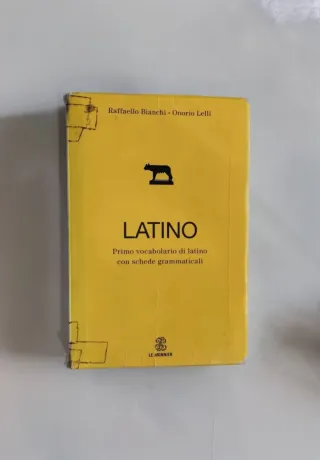 Raffaello Bianchi - Onorio Lelli
LATINO
Primo vocabolario di latino
con schede grammaticali
LE MONNIER